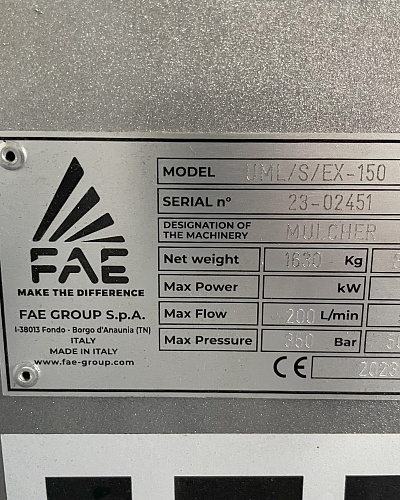 MODEL UML/S/EX-150
SERIAL n° 23-02451
DESIGNATION OF
THE MACHINERY MULCHER
Net weight 1630 Kg
Max Power kW
Max Flow 200 L/min
Max Pressure 350 Bar
CE
FAE
MAKE THE DIFFERENCE
FAE GROUP S.p.A.
I-38013 Fondo - Borgo d'Anaunia (TN)
ITALY
MADE IN ITALY
www.fae-group.com